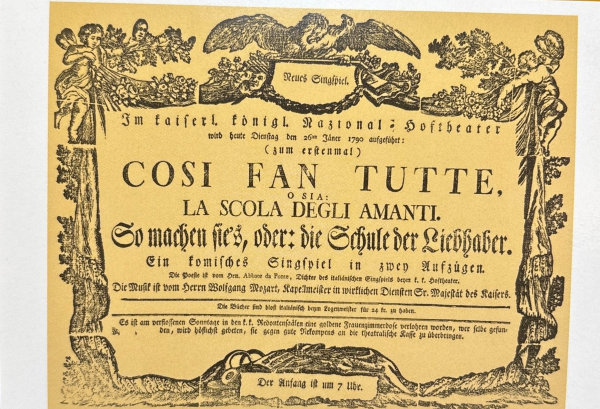 Neues Singspiel.
Im kaiserl. königl. Nazional-Hoftheater
wird heute Dienstag den 26ten Jäner 1790 aufgeführt:
(zum erstenmal)
COSI FAN TUTTE,
O SIA:
LA SCOLA DEGLI AMANTI.
So machen sie's, oder: die Schule der Liebhaber.
Ein komisches Singspiel in zwey Aufzügen.
Die Poesie ist vom Hrn. Abbate da Ponte, Dichter des italiänischen Singspiels beym k. k. Hoftheater.
Die Musik ist vom Herrn Wolfgang Mozart, Kapellmeister in wirklichen Diensten Sr. Majestät des Kaisers.
Die Bücher sind bloß italiänisch beym Logenmeister für 24 kr. zu haben.
Es ist am verflossenen Sonntage in den k. k. Redoutensälen eine goldene Frauenzimmerdose verlohren worden, wer selbe gefun-
den, wird höflichst gebeten, sie gegen gute Rekompens an die theatralische Kasse zu überbringen.
Der Anfang ist um 7 Uhr.